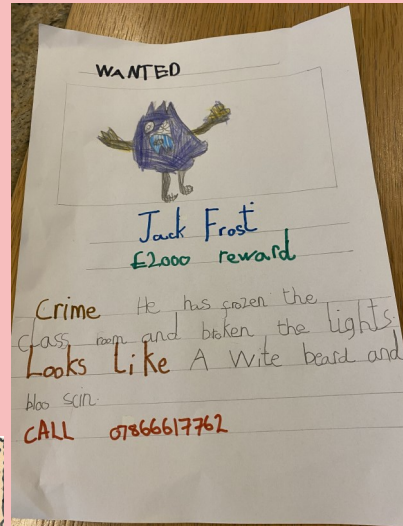 WANTED
Jack Frost
£2000 reward
Crime He has frozen the
class room and broken the lights.
Looks Like A wite beard and
bloo scin.
CALL 07866617762